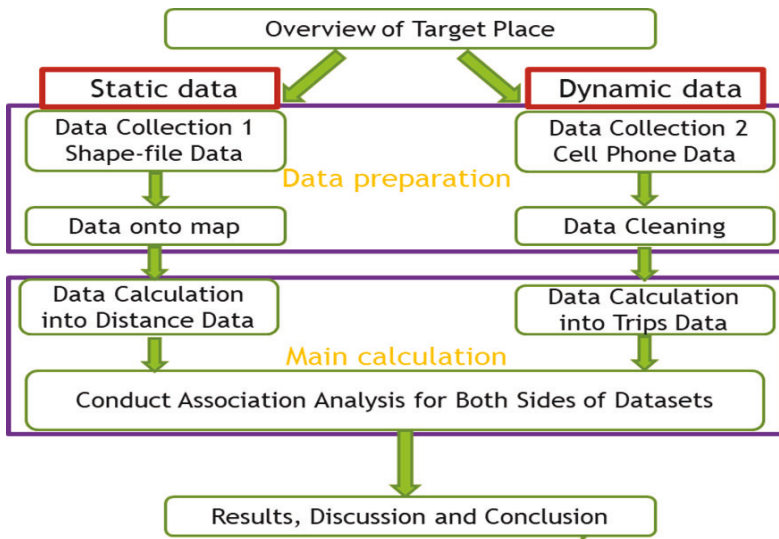 Overview of Target Place
Static data
Dynamic data
Data Collection 1
Shape-file Data
Data Collection 2
Cell Phone Data
Data preparation
Data onto map
Data Cleaning
Data Calculation
into Distance Data
Data Calculation
into Trips Data
Main calculation
Conduct Association Analysis for Both Sides of Datasets
Results, Discussion and Conclusion